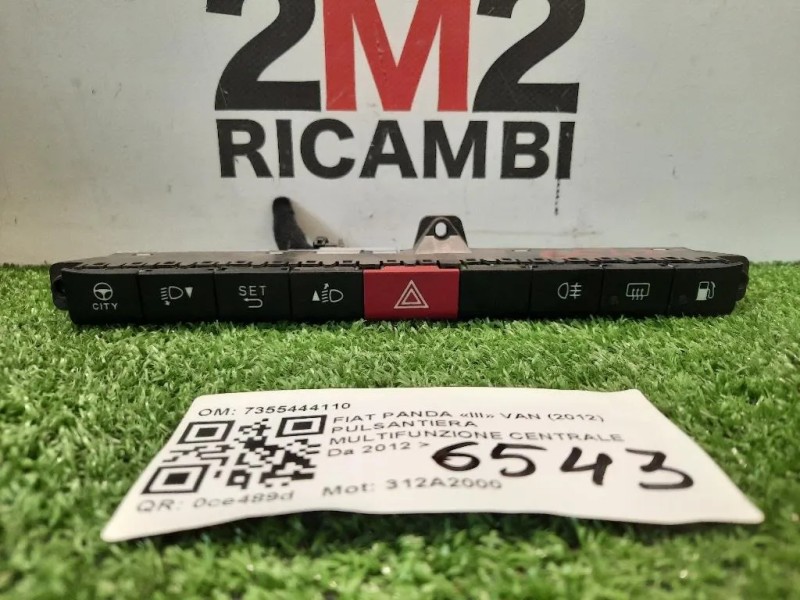 2M2
RICAMBI
CITY
SET
OM: 7355444110
FIAT PANDA «III» VAN (2012)
PULSANTIERA
MULTIFUNZIONE CENTRALE
Da 2012 >
6543
QR: 0ce489d
Mot: 312A2000